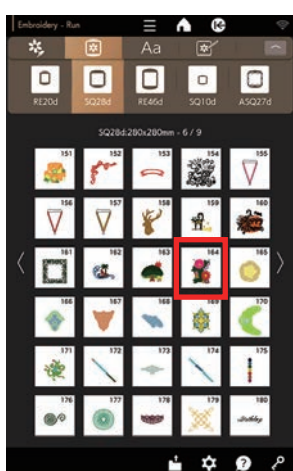 Embroidery - Run
Aa
RE20d SQ28d RE46d SQ10d ASQ27d
SQ28d:280x280mm - 6 / 9
151 152 153 154 155
156 157 158 159 160
161 162 163 164 165
166 167 168 169 170
171 172 173 174 175
176 177 178 179 180
Birthday